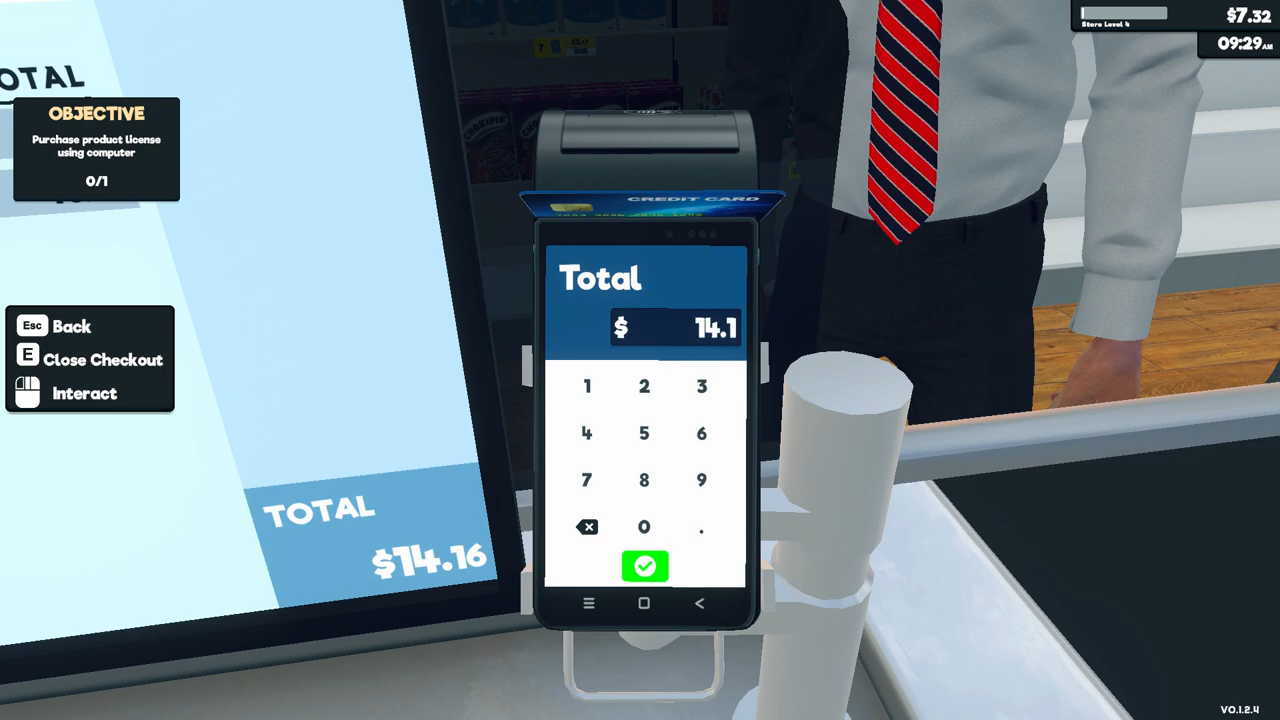 OTAL
OBJECTIVE
Purchase product license
using computer
0/1
Esc Back
E Close Checkout
Interact
TOTAL
$14.16
7
CREDIT CARD
Total
$ 14.1
1 2 3
4 5 6
7 8 9
0 .
Store Level 4
$7.32
09:29AM
V0.1.2.4